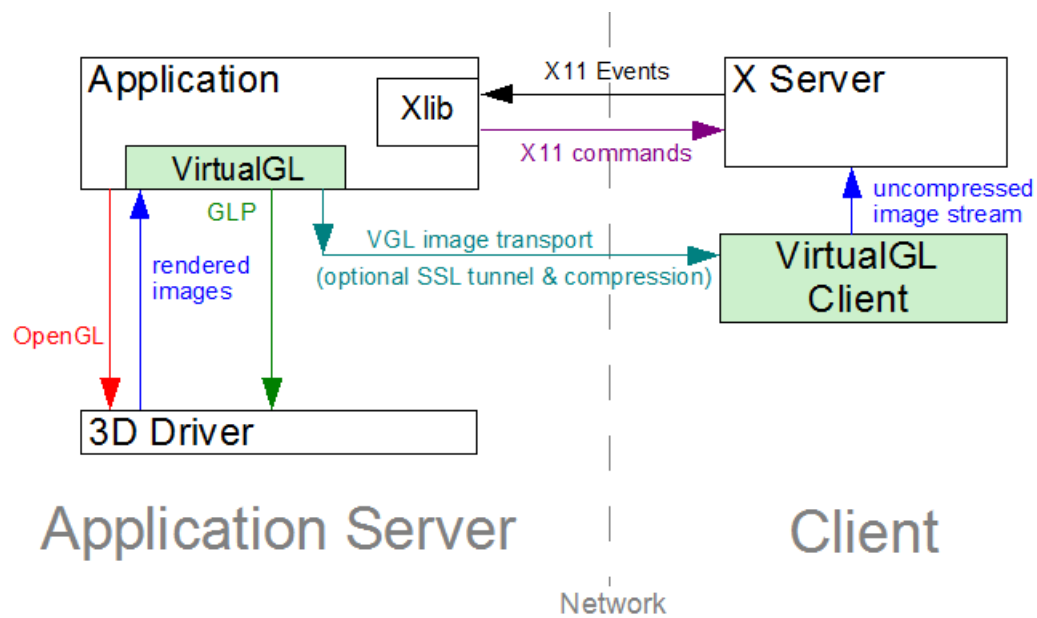 Application
Xlib
X11 Events
X Server
X11 commands
VirtualGL
GLP
uncompressed
image stream
VGL image transport
(optional SSL tunnel & compression)
VirtualGL
Client
rendered
images
OpenGL
3D Driver
Application Server
Client
Network